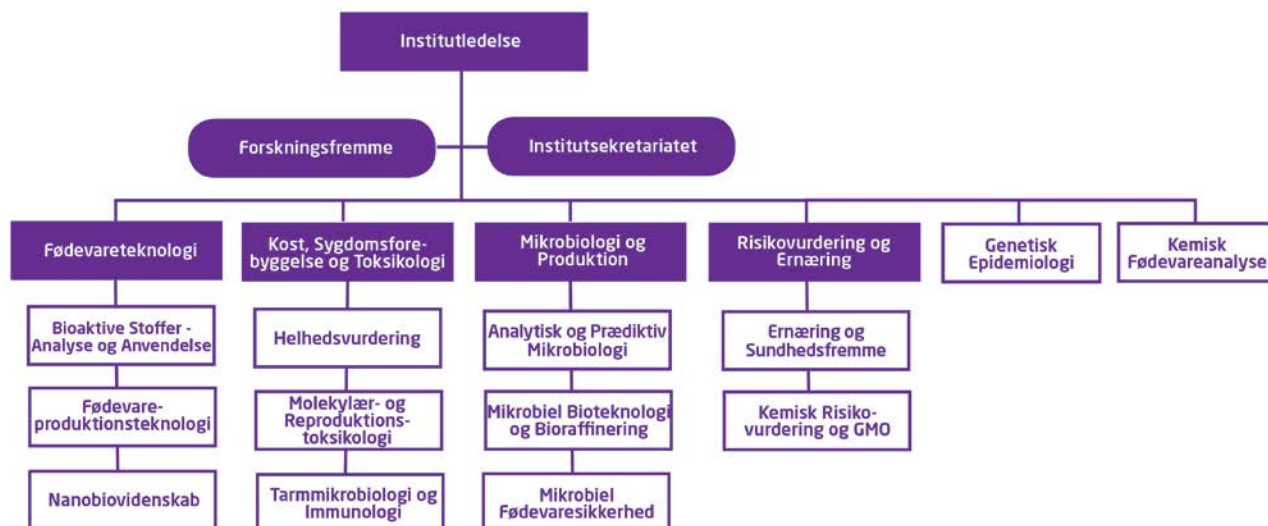 Institutledelse
Forskningsfremme
Institutsekretariatet
Fødevareteknologi
Kost, Sygdomsfore-
byggelse og Toksikologi
Mikrobiologi og
Produktion
Risikovurdering og
Ernæring
Genetisk
Epidemiologi
Kemisk
Fødevareanalyse
Bioaktive Stoffer -
Analyse og Anvendelse
Helhedsvurdering
Analytisk og Prædiktiv
Mikrobiologi
Ernæring og
Sundhedsfremme
Fødevare-
produktionsteknologi
Molekylær- og
Reproduktions-
toksikologi
Mikrobiel Bioteknologi
og Bioraffinering
Kemisk Risiko-
vurdering og GMO
Nanobiovidenskab
Tarmmikrobiologi og
Immunologi
Mikrobiel
Fødevaresikkerhed